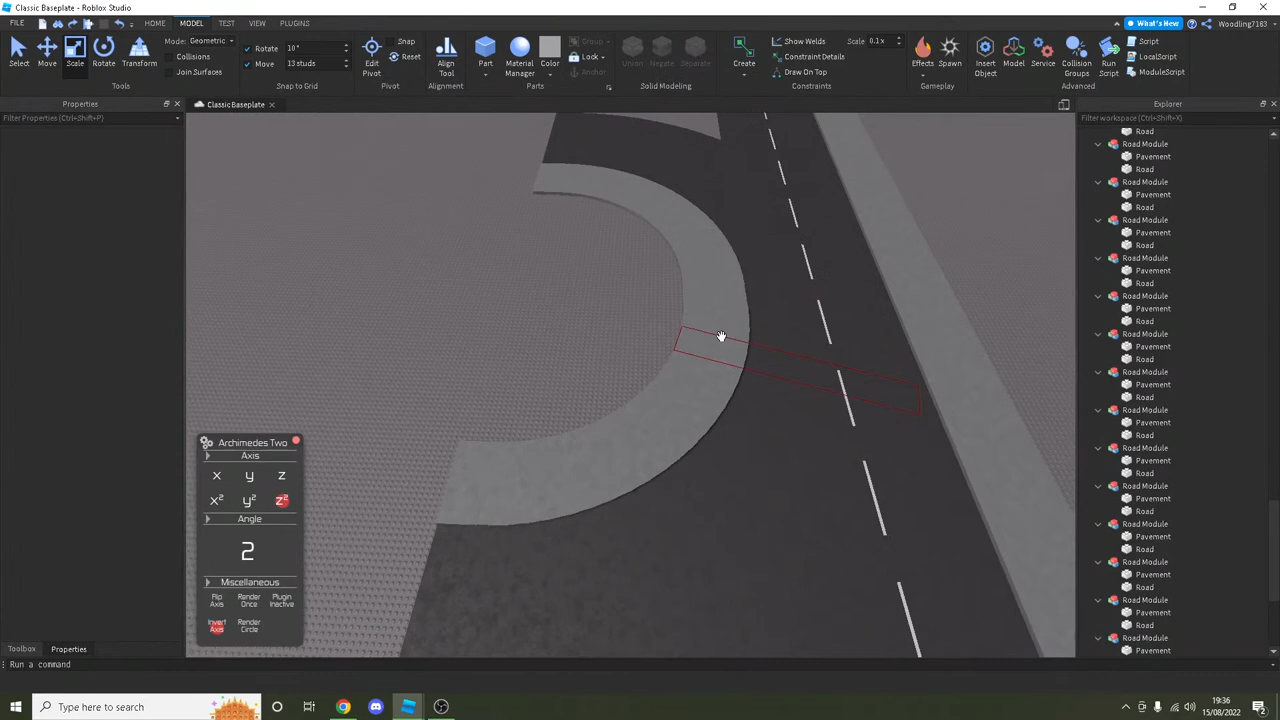 Classic Baseplate - Roblox Studio
FILE HOME MODEL TEST VIEW PLUGINS What's New Woodling7163
Select Move Scale Rotate Transform
Mode: Geometric
Collisions
Join Surfaces
Tools
Rotate 10°
Move 13 studs
Snap to Grid
Edit Pivot
Snap
Reset
Pivot
Align Tool
Alignment
Part Material Manager Color
Group
Lock
Anchor
Parts
Union Negate Separate
Solid Modeling
Create
Show Welds Scale 0.1x
Constraint Details
Draw On Top
Constraints
Effects Spawn
Gameplay
Insert Object Model Service Collision Groups Run Script
Script
LocalScript
ModuleScript
Advanced
Properties
Filter Properties (Ctrl+Shift+P)
Classic Baseplate
Explorer
Filter workspace (Ctrl+Shift+X)
Road
Road Module
Pavement
Road
Road Module
Pavement
Road
Road Module
Pavement
Road
Road Module
Pavement
Road
Road Module
Pavement
Road
Road Module
Pavement
Road
Road Module
Pavement
Road
Road Module
Pavement
Road
Road Module
Pavement
Road
Road Module
Pavement
Road
Road Module
Pavement
Road
Road Module
Pavement
Road
Road Module
Pavement
Road
Road Module
Pavement
Archimedes Two
Axis
x y z
x² y² z²
Angle
2
Miscellaneous
Flip Axis
Render Once
Plugin Inactive
Invert Axis
Render Circle
Toolbox Properties
Run a command
Type here to search
19:36
15/08/2022
2